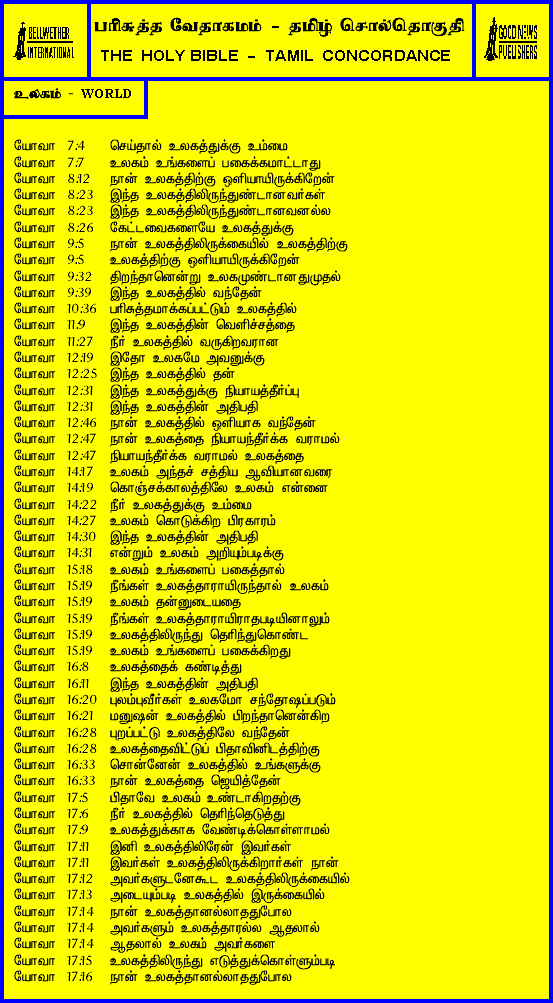 BELLWETHER
INTERNATIONAL
பரிசுத்த வேதாகமம் - தமிழ் சொல்தொகுதி
THE HOLY BIBLE - TAMIL CONCORDANCE
GOOD NEWS
PUBLISHERS
உலகம் - WORLD
யோவா 7:4 செய்தால் உலகத்துக்கு உம்மை
யோவா 7:7 உலகம் உங்களைப் பகைக்கமாட்டாது
யோவா 8:12 நான் உலகத்திற்கு ஒளியாயிருக்கிறேன்
யோவா 8:23 இந்த உலகத்திலிருந்துண்டானவர்கள்
யோவா 8:23 இந்த உலகத்திலிருந்துண்டானவனல்ல
யோவா 8:26 கேட்டவைகளையே உலகத்துக்கு
யோவா 9:5 நான் உலகத்திலிருக்கையில் உலகத்திற்கு
யோவா 9:5 உலகத்திற்கு ஒளியாயிருக்கிறேன்
யோவா 9:32 திறந்தானென்று உலகமுண்டானதுமுதல்
யோவா 9:39 இந்த உலகத்தில் வந்தேன்
யோவா 10:36 பரிசுத்தமாக்கப்பட்டும் உலகத்தில்
யோவா 11:9 இந்த உலகத்தின் வெளிச்சத்தை
யோவா 11:27 நீர் உலகத்தில் வருகிறவரான
யோவா 12:19 இதோ உலகமே அவனுக்கு
யோவா 12:25 இந்த உலகத்தில் தன்
யோவா 12:31 இந்த உலகத்துக்கு நியாயத்தீர்ப்பு
யோவா 12:31 இந்த உலகத்தின் அதிபதி
யோவா 12:46 நான் உலகத்தில் ஒளியாக வந்தேன்
யோவா 12:47 நான் உலகத்தை நியாயந்தீர்க்க வராமல்
யோவா 12:47 நியாயந்தீர்க்க வராமல் உலகத்தை
யோவா 14:17 உலகம் அந்தச் சத்திய ஆவியானவரை
யோவா 14:19 கொஞ்சக்காலத்திலே உலகம் என்னை
யோவா 14:22 நீர் உலகத்துக்கு உம்மை
யோவா 14:27 உலகம் கொடுக்கிற பிரகாரம்
யோவா 14:30 இந்த உலகத்தின் அதிபதி
யோவா 14:31 என்றும் உலகம் அறியும்படிக்கு
யோவா 15:18 உலகம் உங்களைப் பகைத்தால்
யோவா 15:19 நீங்கள் உலகத்தாராயிருந்தால் உலகம்
யோவா 15:19 உலகம் தன்னுடையதை
யோவா 15:19 நீங்கள் உலகத்தாராயிராதபடியினாலும்
யோவா 15:19 உலகத்திலிருந்து தெரிந்துகொண்ட
யோவா 15:19 உலகம் உங்களைப் பகைக்கிறது
யோவா 16:8 உலகத்தைக் கண்டித்து
யோவா 16:11 இந்த உலகத்தின் அதிபதி
யோவா 16:20 புலம்புவீர்கள் உலகமோ சந்தோஷப்படும்
யோவா 16:21 மனுஷன் உலகத்தில் பிறந்தானென்கிற
யோவா 16:28 புறப்பட்டு உலகத்திலே வந்தேன்
யோவா 16:28 உலகத்தைவிட்டுப் பிதாவினிடத்திற்கு
யோவா 16:33 சொன்னேன் உலகத்தில் உங்களுக்கு
யோவா 16:33 நான் உலகத்தை ஜெயித்தேன்
யோவா 17:5 பிதாவே உலகம் உண்டாகிறதற்கு
யோவா 17:6 நீர் உலகத்தில் தெரிந்தெடுத்து
யோவா 17:9 உலகத்துக்காக வேண்டிக்கொள்ளாமல்
யோவா 17:11 இனி உலகத்திலிரேன் இவர்கள்
யோவா 17:11 இவர்கள் உலகத்திலிருக்கிறார்கள் நான்
யோவா 17:12 அவர்களுடனேகூட உலகத்திலிருக்கையில்
யோவா 17:13 அடையும்படி உலகத்தில் இருக்கையில்
யோவா 17:14 நான் உலகத்தானல்லாததுபோல
யோவா 17:14 அவர்களும் உலகத்தாரல்ல ஆதலால்
யோவா 17:14 ஆதலால் உலகம் அவர்களை
யோவா 17:15 உலகத்திலிருந்து எடுத்துக்கொள்ளும்படி
யோவா 17:16 நான் உலகத்தானல்லாததுபோல